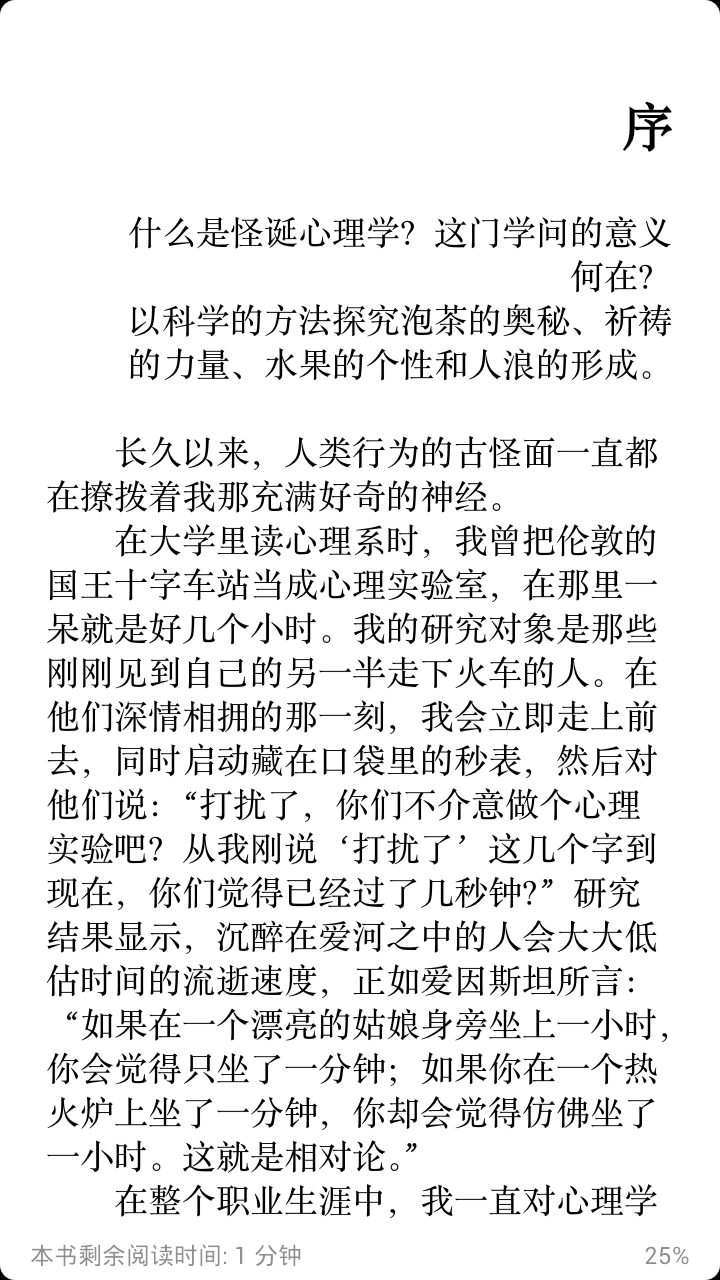 序
什么是怪诞心理学？这门学问的意义
何在？
以科学的方法探究泡茶的奥秘、祈祷
的力量、水果的个性和人浪的形成。
长久以来，人类行为的古怪面一直都
在撩拨着我那充满好奇的神经。
在大学里读心理系时，我曾把伦敦的
国王十字车站当成心理实验室，在那里一
呆就是好几个小时。我的研究对象是那些
刚刚见到自己的另一半走下火车的人。在
他们深情相拥的那一刻，我会立即走上前
去，同时启动藏在口袋里的秒表，然后对
他们说：“打扰了，你们不介意做个心理
实验吧？从我刚说‘打扰了’这几个字到
现在，你们觉得已经过了几秒钟?”研究
结果显示，沉醉在爱河之中的人会大大低
估时间的流逝速度，正如爱因斯坦所言：
“如果在一个漂亮的姑娘身旁坐上一小时，
你会觉得只坐了一分钟；如果你在一个热
火炉上坐了一分钟，你却会觉得仿佛坐了
一小时。这就是相对论。”
在整个职业生涯中，我一直对心理学
本书剩余阅读时间: 1 分钟
25%